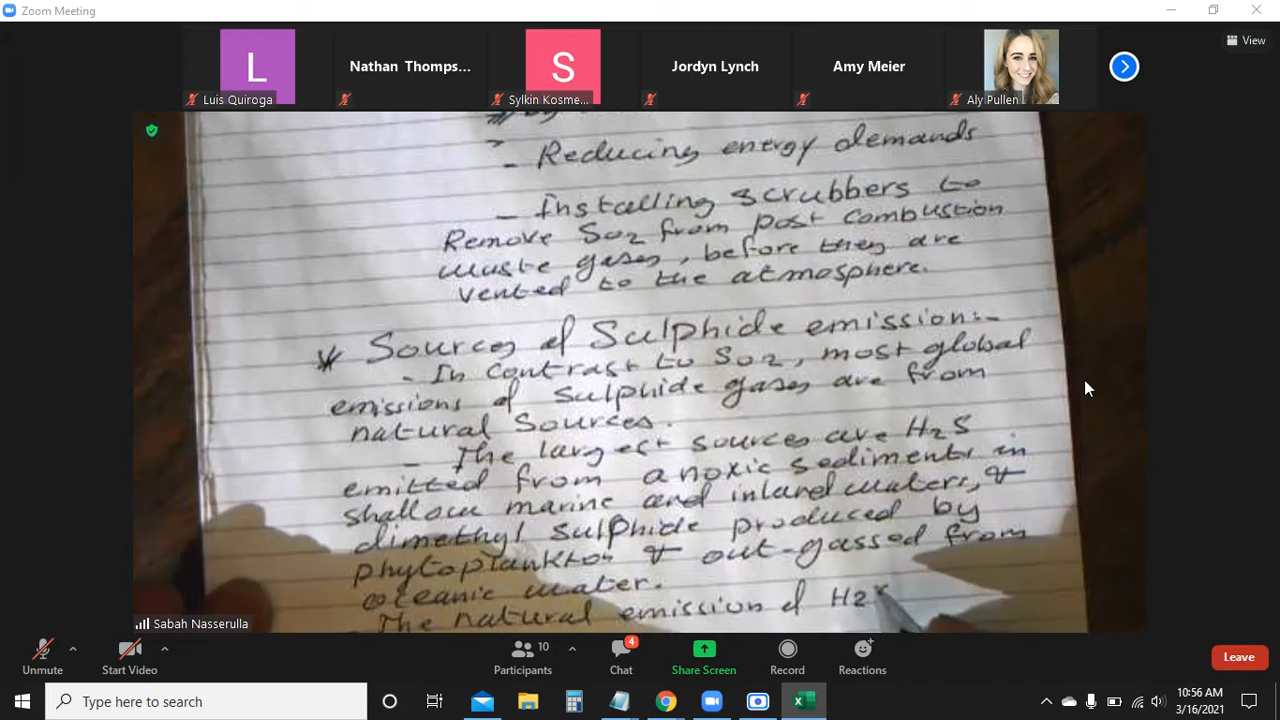 Zoom Meeting
View
L
Luis Quiroga
Nathan Thomps...
S
Sylkin Kosme...
Jordyn Lynch
Amy Meier
Aly Pullen
- Reducing energy demands
- Installing scrubbers to
Remove SO2 from post combustion
waste gases, before they are
vented to the atmosphere.
* Sources of Sulphide emission:-
- In contrast to SO2, most global
emissions of sulphide gases are from
natural Sources.
- The largest sources are H2S
emitted from anoxic sediments in
shallow marine and inland waters, &
dimethyl sulphide produced by
phytoplankton & out-gassed from
oceanic water.
- The natural emission of H2S
Sabah Nasserulla
Unmute
Start Video
10
Participants
4
Chat
Share Screen
Record
Reactions
Leave
Type here to search
10:56 AM
3/16/2021